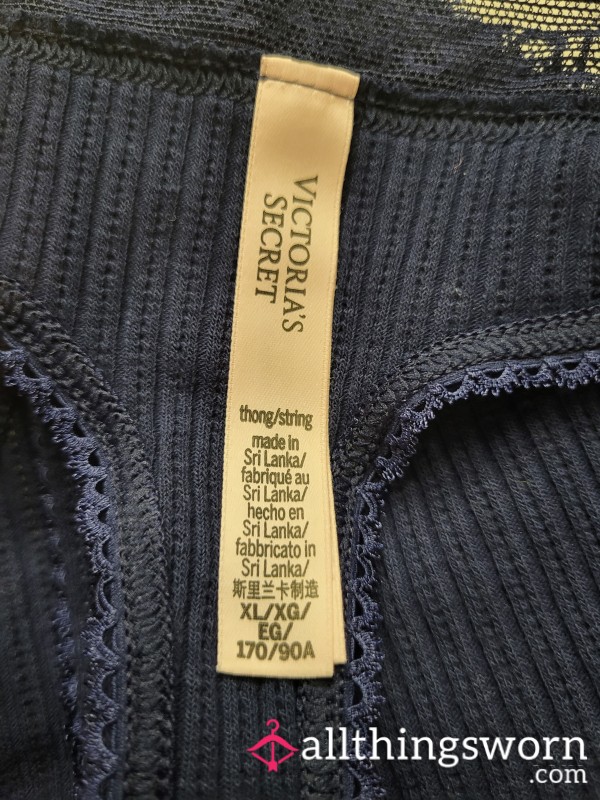 VICTORIA'S
SECRET
thong/string
made in
Sri Lanka/
fabriqué au
Sri Lanka/
hecho en
Sri Lanka/
fabbricato in
Sri Lanka/
斯里兰卡制造
XL/XG/
EG/
170/90A
allthingsworn
.com